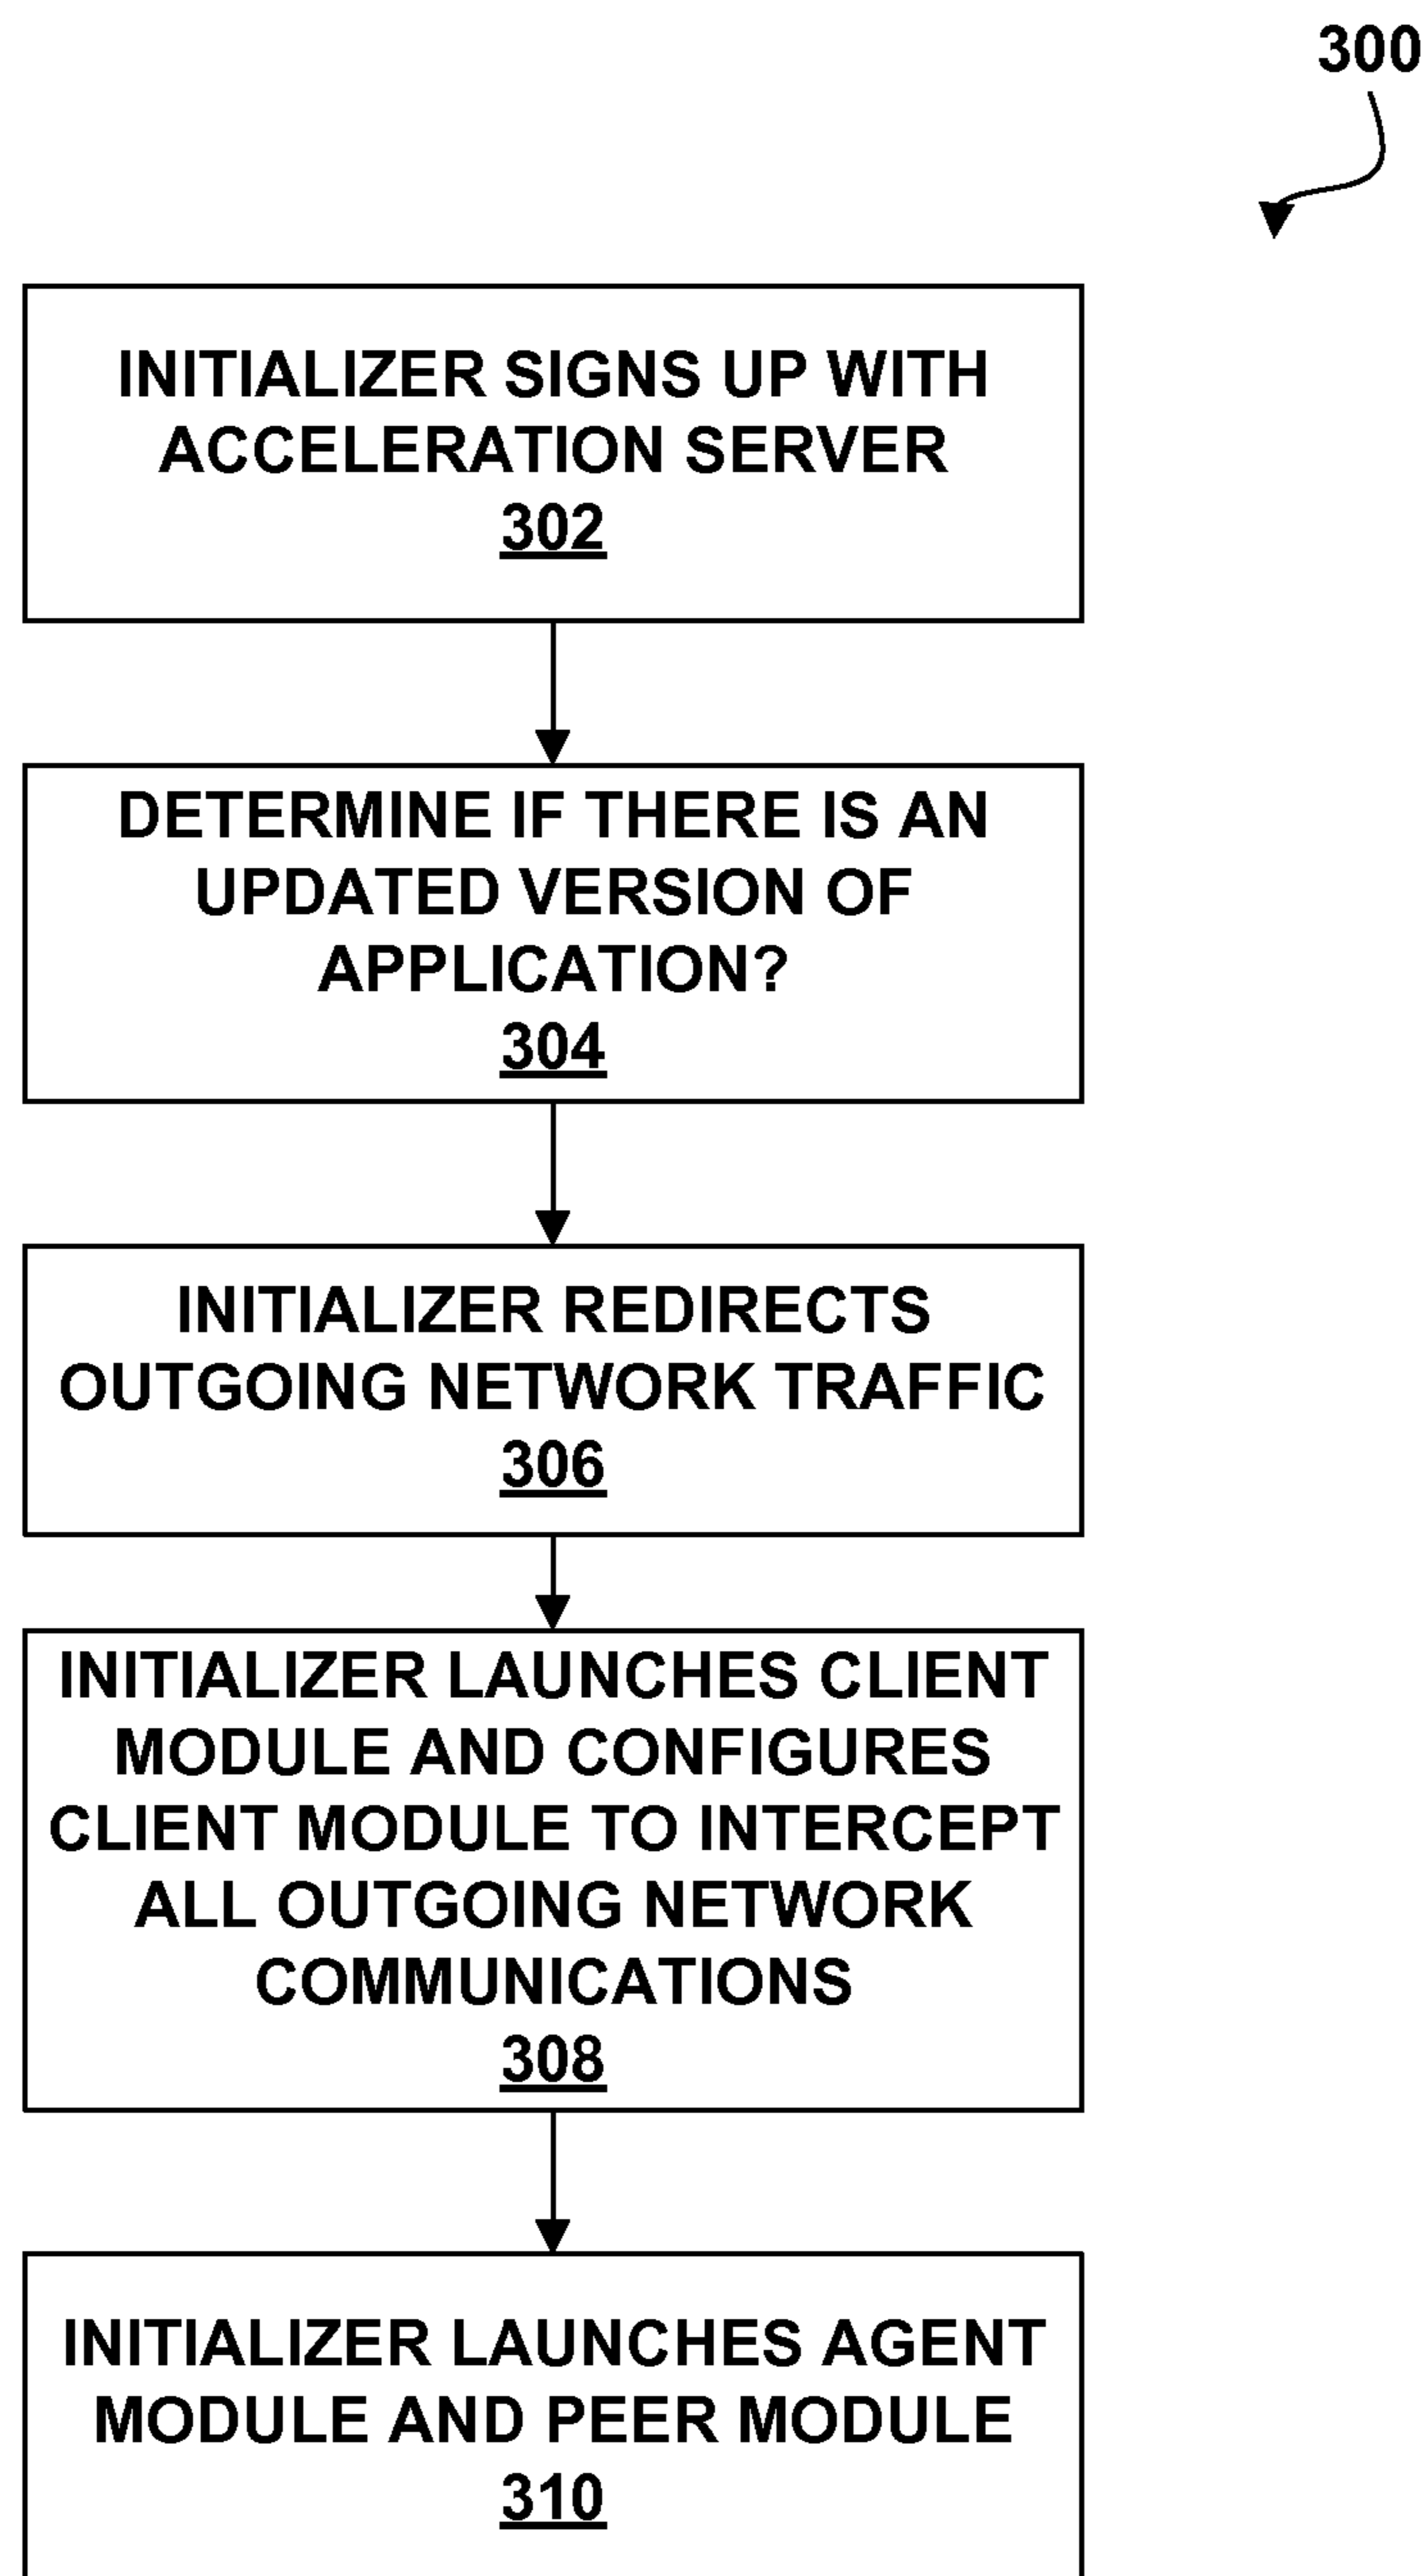 300
INITIALIZER SIGNS UP WITH
ACCELERATION SERVER
302
DETERMINE IF THERE IS AN
UPDATED VERSION OF
APPLICATION?
304
INITIALIZER REDIRECTS
OUTGOING NETWORK TRAFFIC
306
INITIALIZER LAUNCHES CLIENT
MODULE AND CONFIGURES
CLIENT MODULE TO INTERCEPT
ALL OUTGOING NETWORK
COMMUNICATIONS
308
INITIALIZER LAUNCHES AGENT
MODULE AND PEER MODULE
310